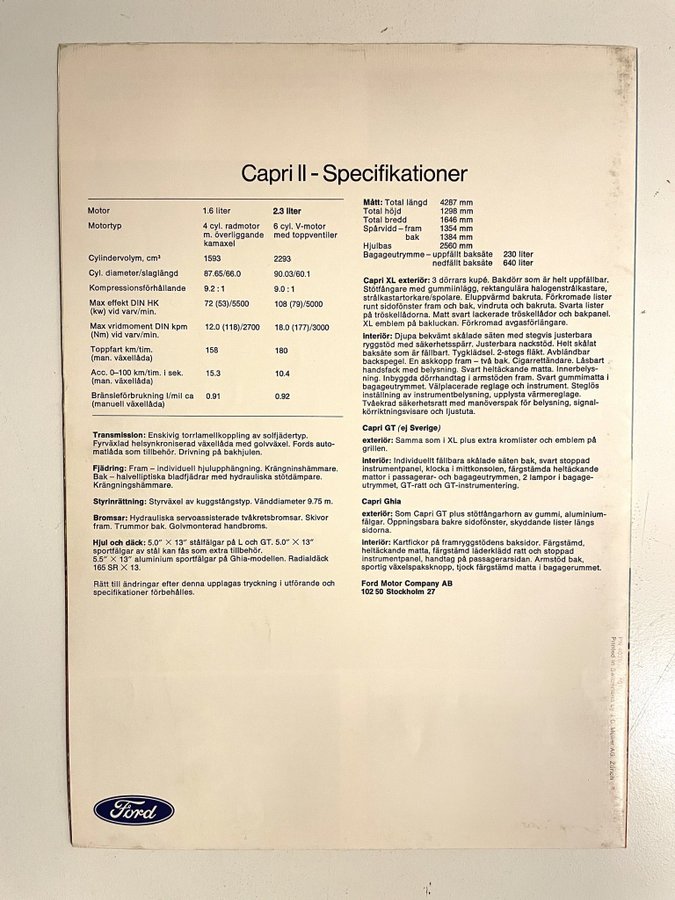 Capri II - Specifikationer
Motor 1.6 liter 2.3 liter
Motortyp 4 cyl. radmotor 6 cyl. V-motor
m. överliggande med toppventiler
kamaxel
Cylindervolym, cm³ 1593 2293
Cyl. diameter/slaglängd 87.65/66.0 90.03/60.1
Kompressionsförhållande 9.2 : 1 9.0 : 1
Max effekt DIN HK 72 (53)/5500 108 (79)/5000
(kw) vid varv/min.
Max vridmoment DIN kpm 12.0 (118)/2700 18.0 (177)/3000
(Nm) vid varv/min.
Toppfart km/tim. 158 180
(man. växellåda)
Acc. 0–100 km/tim. i sek. 15.3 10.4
(man. växellåda)
Bränsleförbrukning l/mil ca 0.91 0.92
(manuell växellåda)
Transmission: Enskivig torrlamellkoppling av solfjädertyp.
Fyrväxlad helsynkroniserad växellåda med golvväxel. Fords auto-
matlåda som tillbehör. Drivning på bakhjulen.
Fjädring: Fram – individuell hjulupphängning. Krängninshämmare.
Bak – halvelliptiska bladfjädrar med hydrauliska stötdämpare.
Krängningshämmare.
Styrinrättning: Styrväxel av kuggstångstyp. Vänddiameter 9.75 m.
Bromsar: Hydrauliska servoassisterade tvåkretsbromsar. Skivor
fram. Trummor bak. Golvmonterad handbroms.
Hjul och däck: 5.0" × 13" stålfälgar på L och GT. 5.0" × 13"
sportfälgar av stål kan fås som extra tillbehör.
5.5" × 13" aluminium sportfälgar på Ghia-modellen. Radialdäck
165 SR × 13.
Rätt till ändringar efter denna upplagas tryckning i utförande och
specifikationer förbehålles.
Mått: Total längd 4287 mm
Total höjd 1298 mm
Total bredd 1646 mm
Spårvidd – fram 1354 mm
bak 1384 mm
Hjulbas 2560 mm
Bagageutrymme – uppfällt baksäte 230 liter
nedfällt baksäte 640 liter
Capri XL exteriör: 3 dörrars kupé. Bakdörr som är helt uppfällbar.
Stötfångare med gummiinlägg, rektangulära halogenstrålkastare,
strålkastartorkare/spolare. Eluppvärmd bakruta. Förkromade lister
runt sidofönster fram och bak, vindruta och bakruta. Svarta lister
på tröskellådorna. Matt svart lackerade tröskellådor och bakpanel.
XL emblem på bakluckan. Förkromad avgasförlängare.
interiör: Djupa bekvämt skålade säten med stegvis justerbara
ryggstöd med säkerhetsspärr. Justerbara nackstöd. Helt skålat
baksäte som är fällbart. Tygklädsel. 2-stegs fläkt. Avbländbar
backspegel. En askkopp fram – två bak. Cigarrettändare. Låsbart
handsfack med belysning. Svart heltäckande matta. Innerbelys-
ning. Inbyggda dörrhandtag i armstöden fram. Svart gummimatta i
bagageutrymmet. Välplacerade reglage och instrument. Steglös
inställning av instrumentbelysning, upplysta värmereglage.
Tvåekrad säkerhetsratt med manöverspak för belysning, signal-
körriktningsvisare och ljustuta.
Capri GT (ej Sverige)
exteriör: Samma som i XL plus extra kromlister och emblem på
grillen.
interiör: Individuellt fällbara skålade säten bak, svart stoppad
instrumentpanel, klocka i mittkonsolen, färgstämda heltäckande
mattor i passagerar- och bagageutrymmen, 2 lampor i bagage-
utrymmet, GT-ratt och GT-instrumentering.
Capri Ghia
exteriör: Som Capri GT plus stötfångarhorn av gummi, aluminium-
fälgar. Öppningsbara bakre sidofönster, skyddande lister längs
sidorna.
interiör: Kartfickor på framryggstödens baksidor. Färgstämd,
heltäckande matta, färgstämd läderklädd ratt och stoppad
instrumentpanel, handtag på passagerarsidan. Armstöd bak,
sportig växelspaksknopp, tjock färgstämd matta i bagagerummet.
Ford Motor Company AB
102 50 Stockholm 27
Printed in Switzerland by J. C. Müller AG, Zürich
Ford